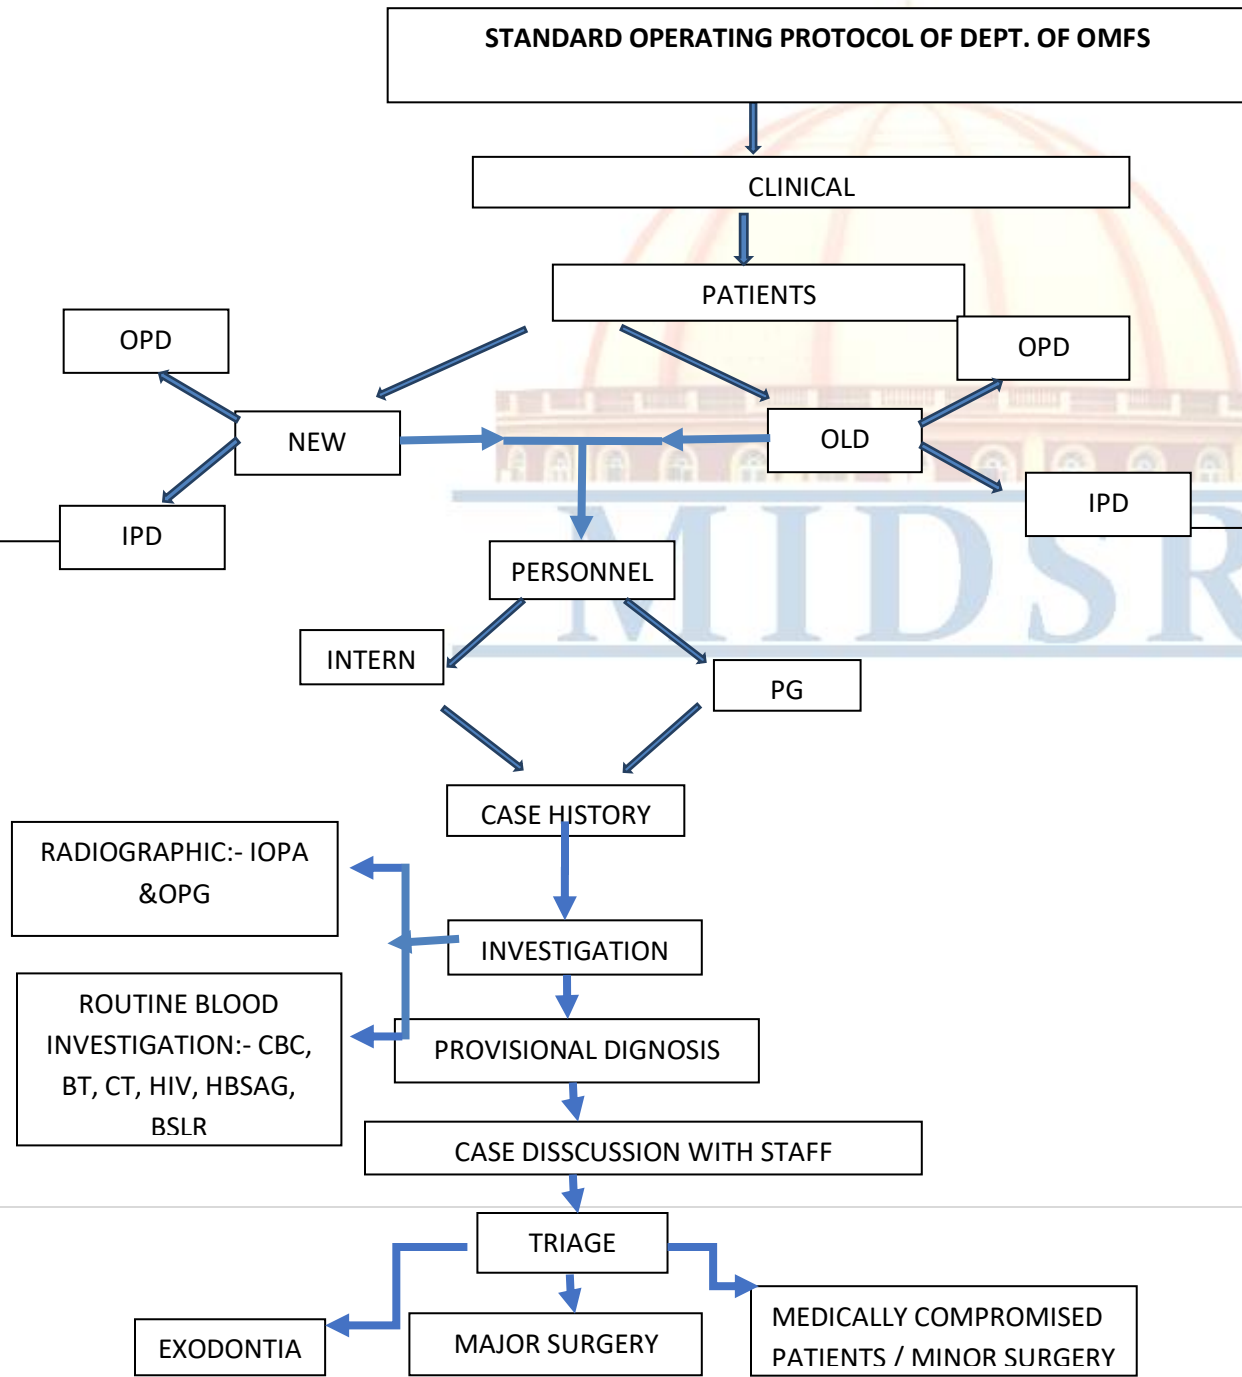 STANDARD OPERATING PROTOCOL OF DEPT. OF OMFS
CLINICAL
PATIENTS
OPD
OPD
NEW
OLD
IPD
IPD
PERSONNEL
MIDSR
INTERN
PG
CASE HISTORY
RADIOGRAPHIC:- IOPA
&OPG
INVESTIGATION
ROUTINE BLOOD
INVESTIGATION:- CBC,
BT, CT, HIV, HBSAG,
BSLR
PROVISIONAL DIGNOSIS
CASE DISSCUSSION WITH STAFF
TRIAGE
EXODONTIA
MAJOR SURGERY
MEDICALLY COMPROMISED
PATIENTS / MINOR SURGERY